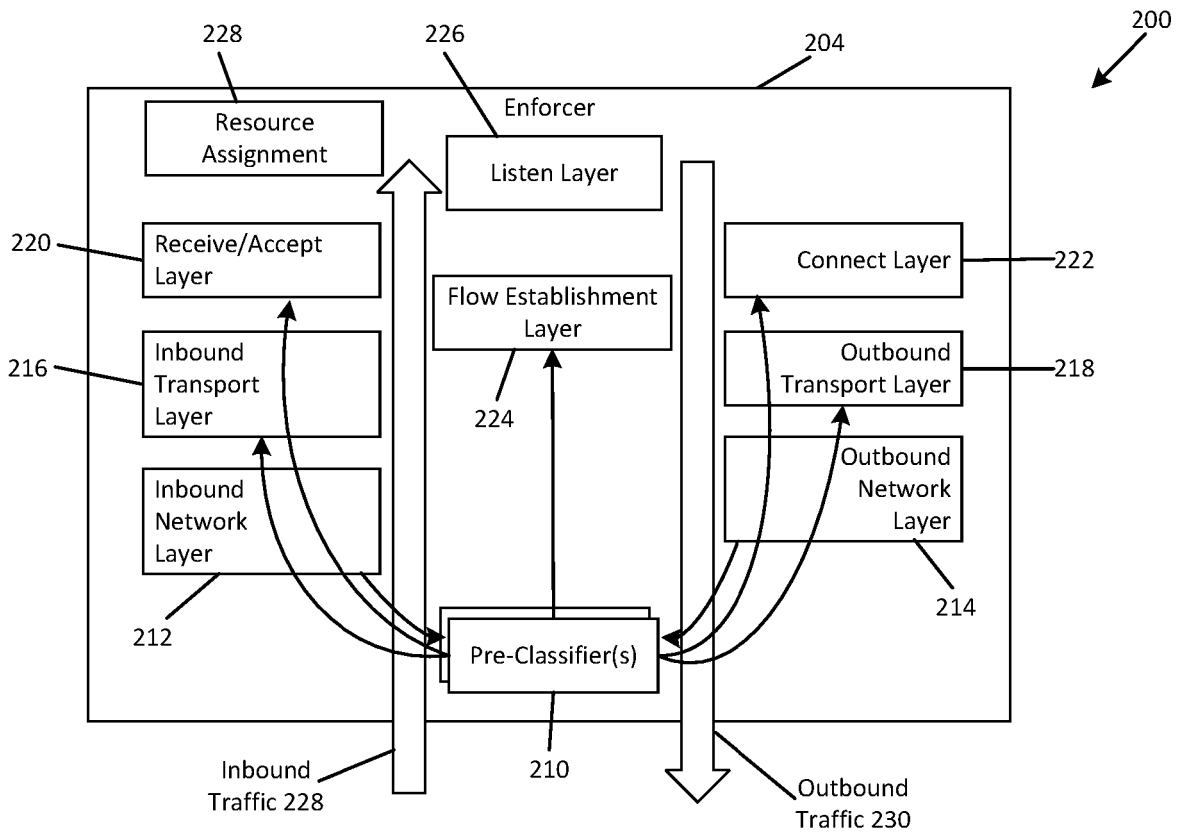 228
226
204
200
Enforcer
Resource
Assignment
Listen Layer
220
Receive/Accept
Layer
Connect Layer
222
Flow Establishment
Layer
216
Inbound
Transport
Layer
Outbound
Transport Layer
218
224
Inbound
Network
Layer
Outbound
Network
Layer
212
214
Pre-Classifier(s)
Inbound
Traffic 228
210
Outbound
Traffic 230